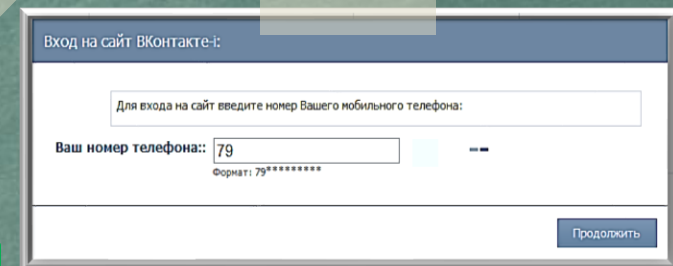 Вход на сайт ВКонтакте-i:
Для входа на сайт введите номер Вашего мобильного телефона:
Ваш номер телефона:: 79
Формат: 79*********
Продолжить